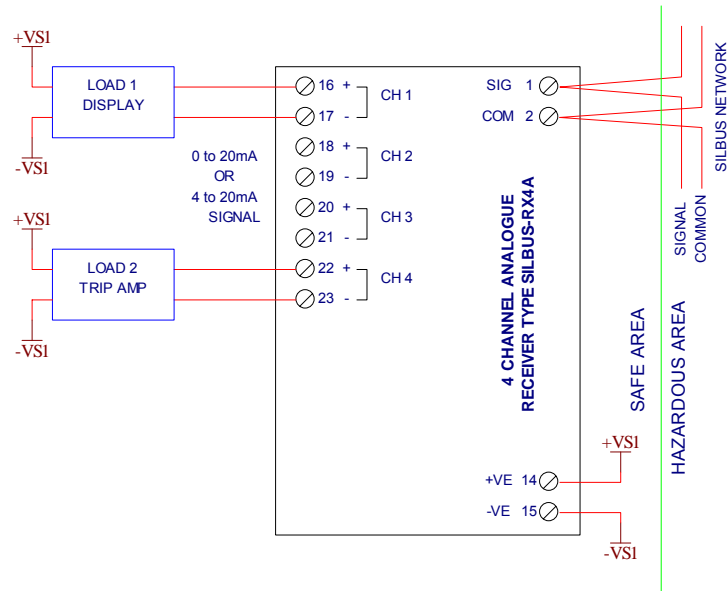 +VS1
LOAD 1
DISPLAY
-VS1
+VS1
LOAD 2
TRIP AMP
-VS1
0 to 20mA
OR
4 to 20mA
SIGNAL
16 +
17 -
CH 1
18 +
19 -
CH 2
20 +
21 -
CH 3
22 +
23 -
CH 4
SIG 1
COM 2
4 CHANNEL ANALOGUE
RECEIVER TYPE SILBUS-RX4A
+VE 14
-VE 15
+VS1
-VS1
SAFE AREA
HAZARDOUS AREA
SIGNAL
COMMON
SILBUS NETWORK